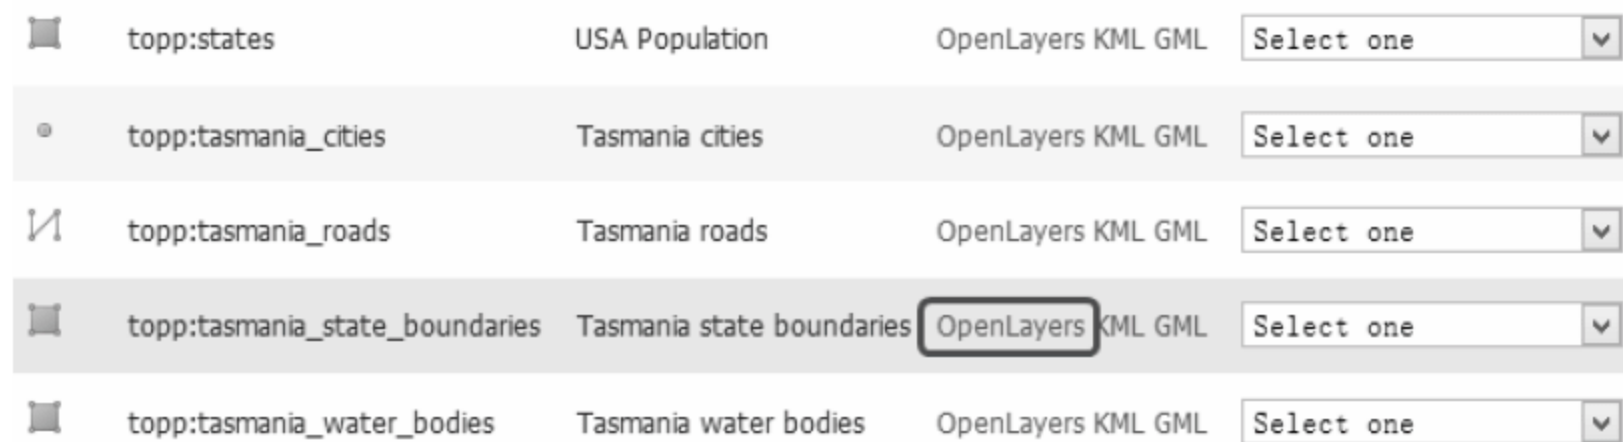 topp:states USA Population OpenLayers KML GML Select one
topp:tasmania_cities Tasmania cities OpenLayers KML GML Select one
topp:tasmania_roads Tasmania roads OpenLayers KML GML Select one
topp:tasmania_state_boundaries Tasmania state boundaries OpenLayers KML GML Select one
topp:tasmania_water_bodies Tasmania water bodies OpenLayers KML GML Select one